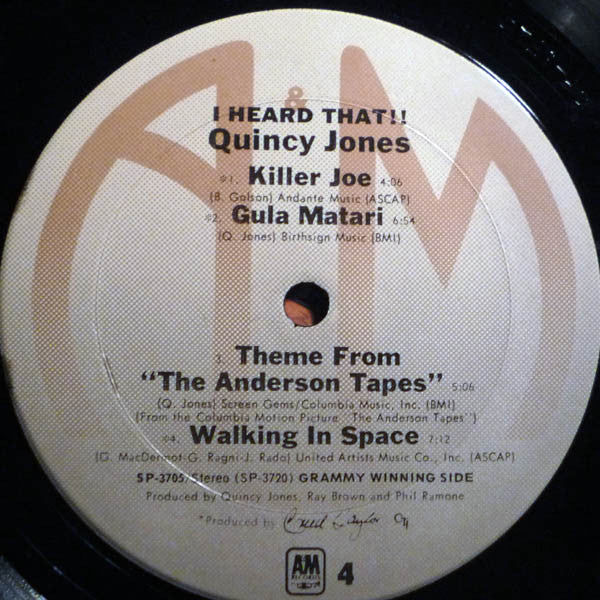 A&M
I HEARD THAT!!
Quincy Jones
*1. Killer Joe 4:06
(B. Golson) Andante Music (ASCAP)
*2. Gula Matari 6:54
(Q. Jones) Birthsign Music (BMI)
3. Theme From
"The Anderson Tapes" 5:06
(Q. Jones) Screen Gems/Columbia Music, Inc. (BMI)
(From the Columbia Motion Picture "The Anderson Tapes")
*4. Walking In Space 7:12
(G. MacDermot-G. Ragni-J. Rado) United Artists Music Co., Inc. (ASCAP)
SP-3705/Stereo (SP-3720) GRAMMY WINNING SIDE
Produced by Quincy Jones, Ray Brown and Phil Ramone
*Produced by Creed Taylor CTi
A&M
RECORDS
4